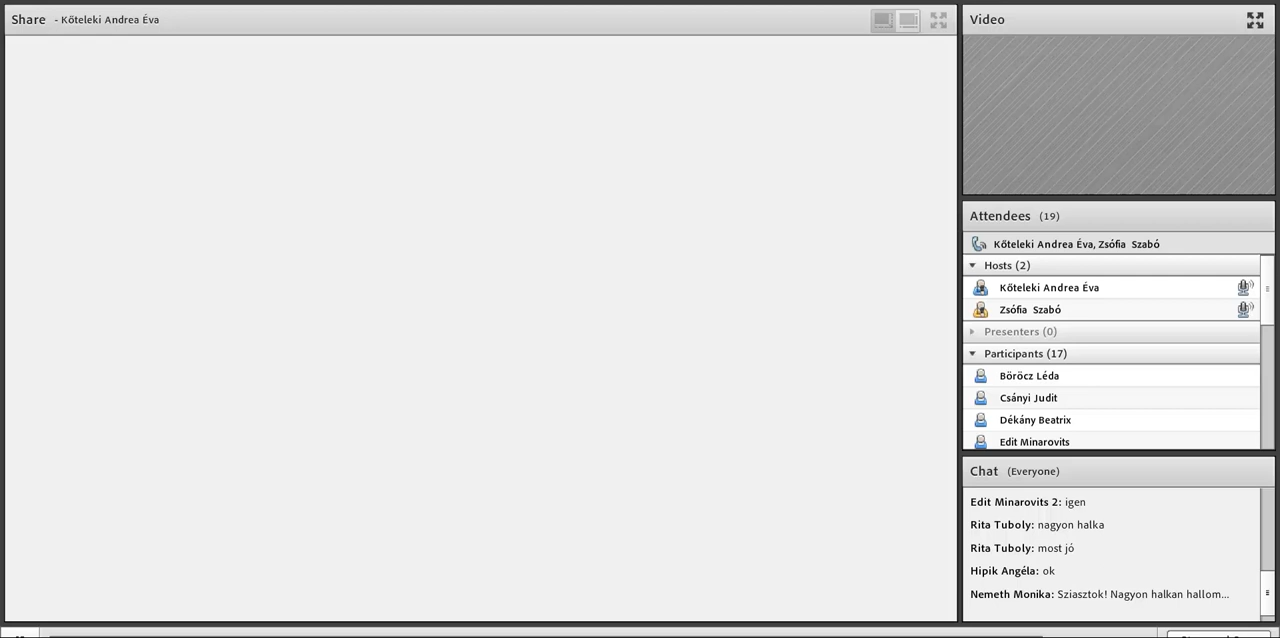 Share - Kőteleki Andrea Éva
Video
Attendees (19)
Kőteleki Andrea Éva, Zsófia Szabó
Hosts (2)
Kőteleki Andrea Éva
Zsófia Szabó
Presenters (0)
Participants (17)
Böröcz Léda
Csányi Judit
Dékány Beatrix
Edit Minarovits
Chat (Everyone)
Edit Minarovits 2: igen
Rita Tuboly: nagyon halka
Rita Tuboly: most jó
Hipik Angéla: ok
Nemeth Monika: Sziasztok! Nagyon halkan hallom...